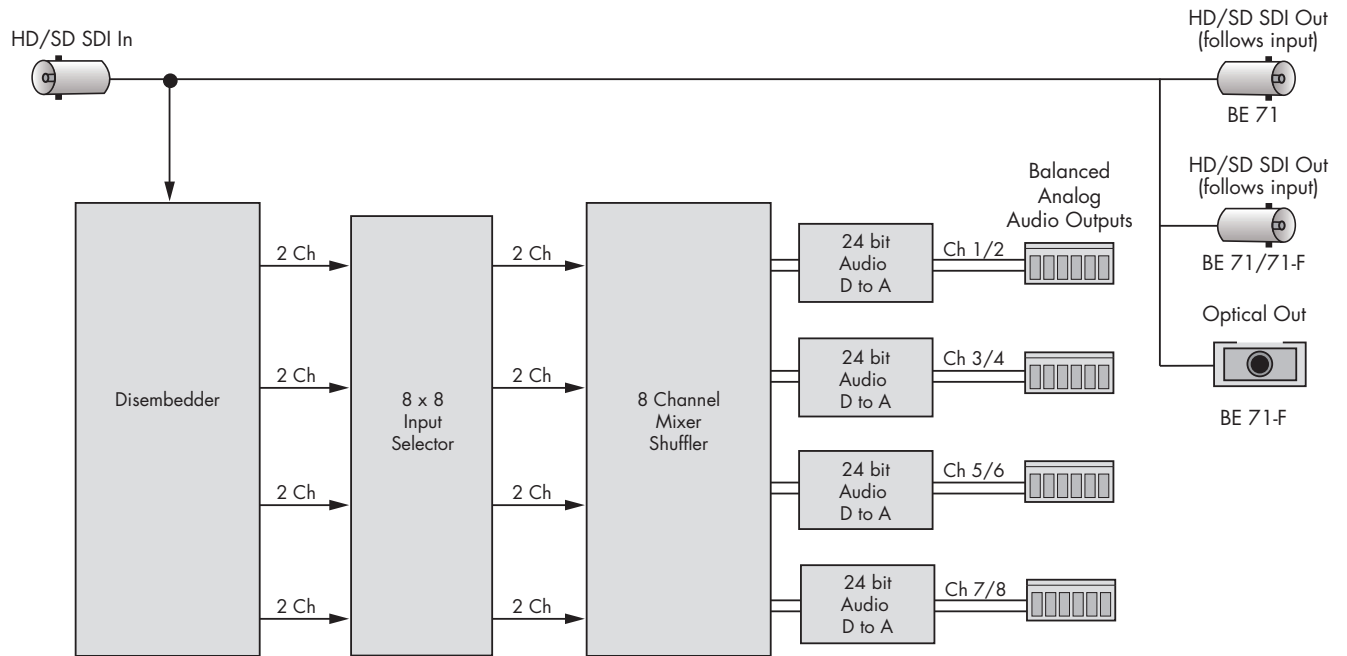 HD/SD SDI In
HD/SD SDI Out
(follows input)
BE 71
HD/SD SDI Out
(follows input)
BE 71/71-F
Optical Out
BE 71-F
Balanced
Analog
Audio Outputs
Disembedder
2 Ch
2 Ch
2 Ch
2 Ch
8 x 8
Input
Selector
2 Ch
2 Ch
2 Ch
2 Ch
8 Channel
Mixer
Shuffler
24 bit
Audio
D to A
Ch 1/2
24 bit
Audio
D to A
Ch 3/4
24 bit
Audio
D to A
Ch 5/6
24 bit
Audio
D to A
Ch 7/8